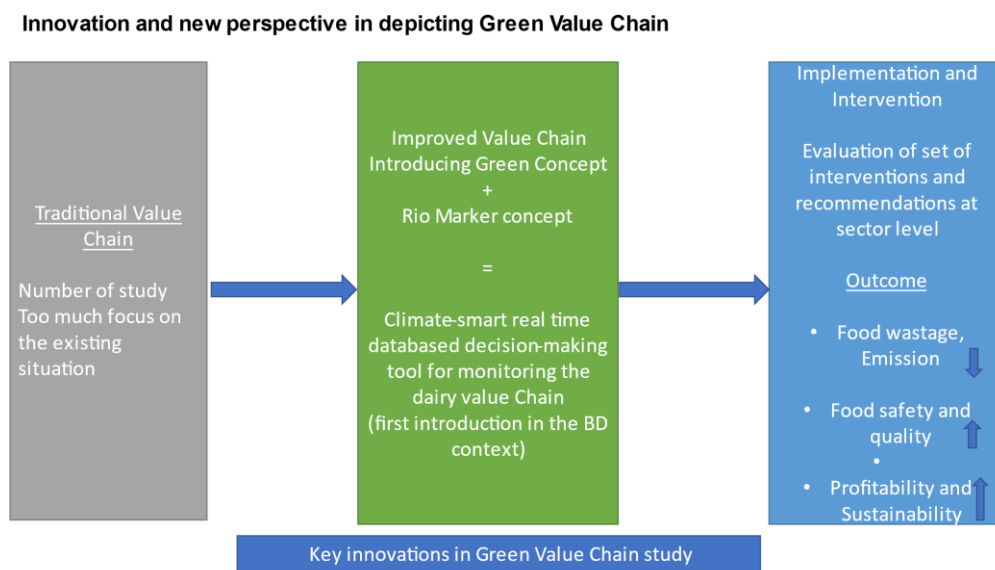 Innovation and new perspective in depicting Green Value Chain
Traditional Value
Chain
Number of study
Too much focus on
the existing
situation
Improved Value Chain
Introducing Green Concept
+
Rio Marker concept
=
Climate-smart real time
databased decision-making
tool for monitoring the
dairy value Chain
(first introduction in the BD
context)
Implementation and
Intervention
Evaluation of set of
interventions and
recommendations at
sector level
Outcome
• Food wastage,
Emission
• Food safety and
quality
•
• Profitability and
Sustainability
Key innovations in Green Value Chain study